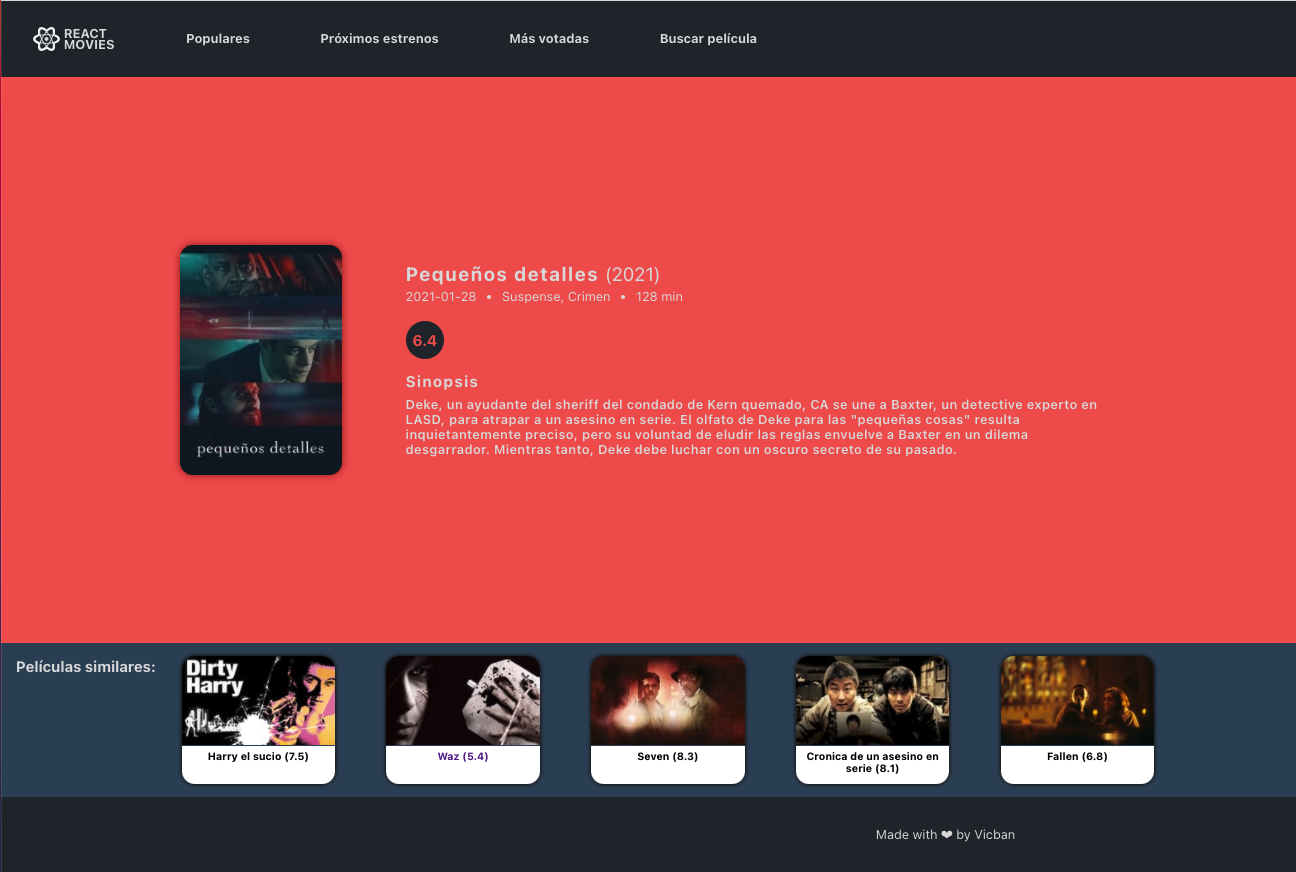 REACT
MOVIES
Populares
Próximos estrenos
Más votadas
Buscar película
pequeños detalles
Pequeños detalles (2021)
2021-01-28 • Suspense, Crimen • 128 min
6.4
Sinopsis
Deke, un ayudante del sheriff del condado de Kern quemado, CA se une a Baxter, un detective experto en
LASD, para atrapar a un asesino en serie. El olfato de Deke para las "pequeñas cosas" resulta
inquietantemente preciso, pero su voluntad de eludir las reglas envuelve a Baxter en un dilema
desgarrador. Mientras tanto, Deke debe luchar con un oscuro secreto de su pasado.
Películas similares:
Dirty
Harry
Harry el sucio (7.5)
Waz (5.4)
Seven (8.3)
Cronica de un asesino en
serie (8.1)
Fallen (6.8)
Made with ❤ by Vicban